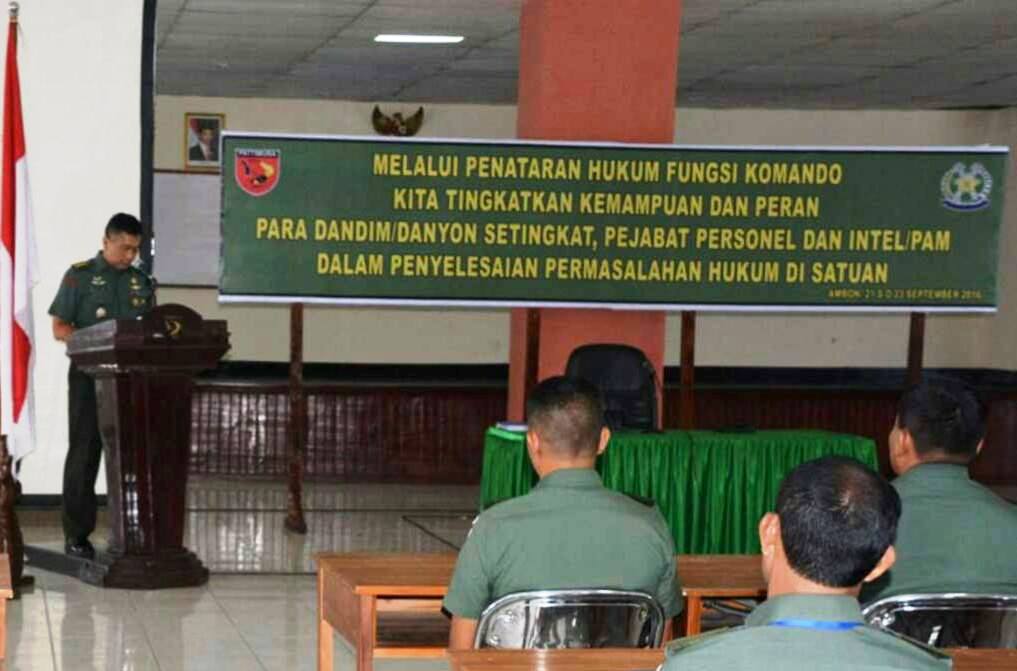 PATTIMURA
MELALUI PENATARAN HUKUM FUNGSI KOMANDO
KITA TINGKATKAN KEMAMPUAN DAN PERAN
PARA DANDIM/DANYON SETINGKAT, PEJABAT PERSONEL DAN INTEL/PAM
DALAM PENYELESAIAN PERMASALAHAN HUKUM DI SATUAN
AMBON, 21 S.D 23 SEPTEMBER 2016